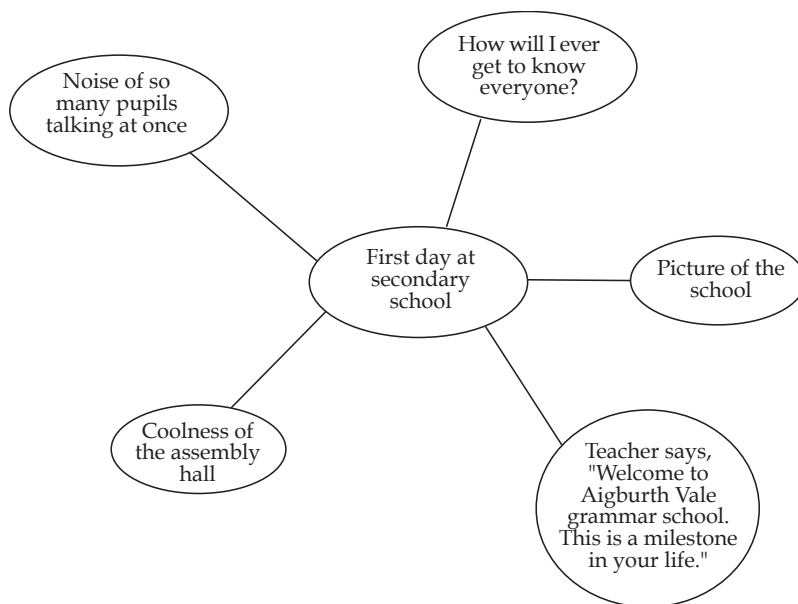 Noise of so
many pupils
talking at once
How will I ever
get to know
everyone?
First day at
secondary
school
Picture of the
school
Coolness of
the assembly
hall
Teacher says,
"Welcome to
Aigburth Vale
grammar school.
This is a milestone
in your life."